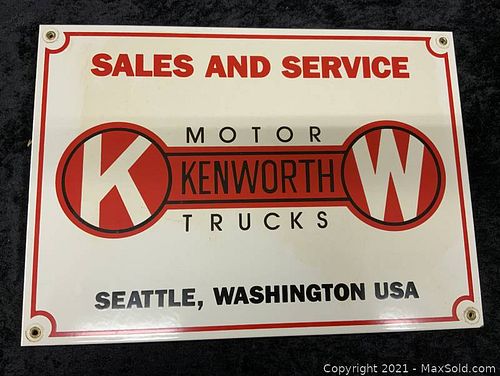 SALES AND SERVICE
MOTOR
K KENWORTH W
TRUCKS
SEATTLE, WASHINGTON USA
Copyright 2021 - MaxSold.com